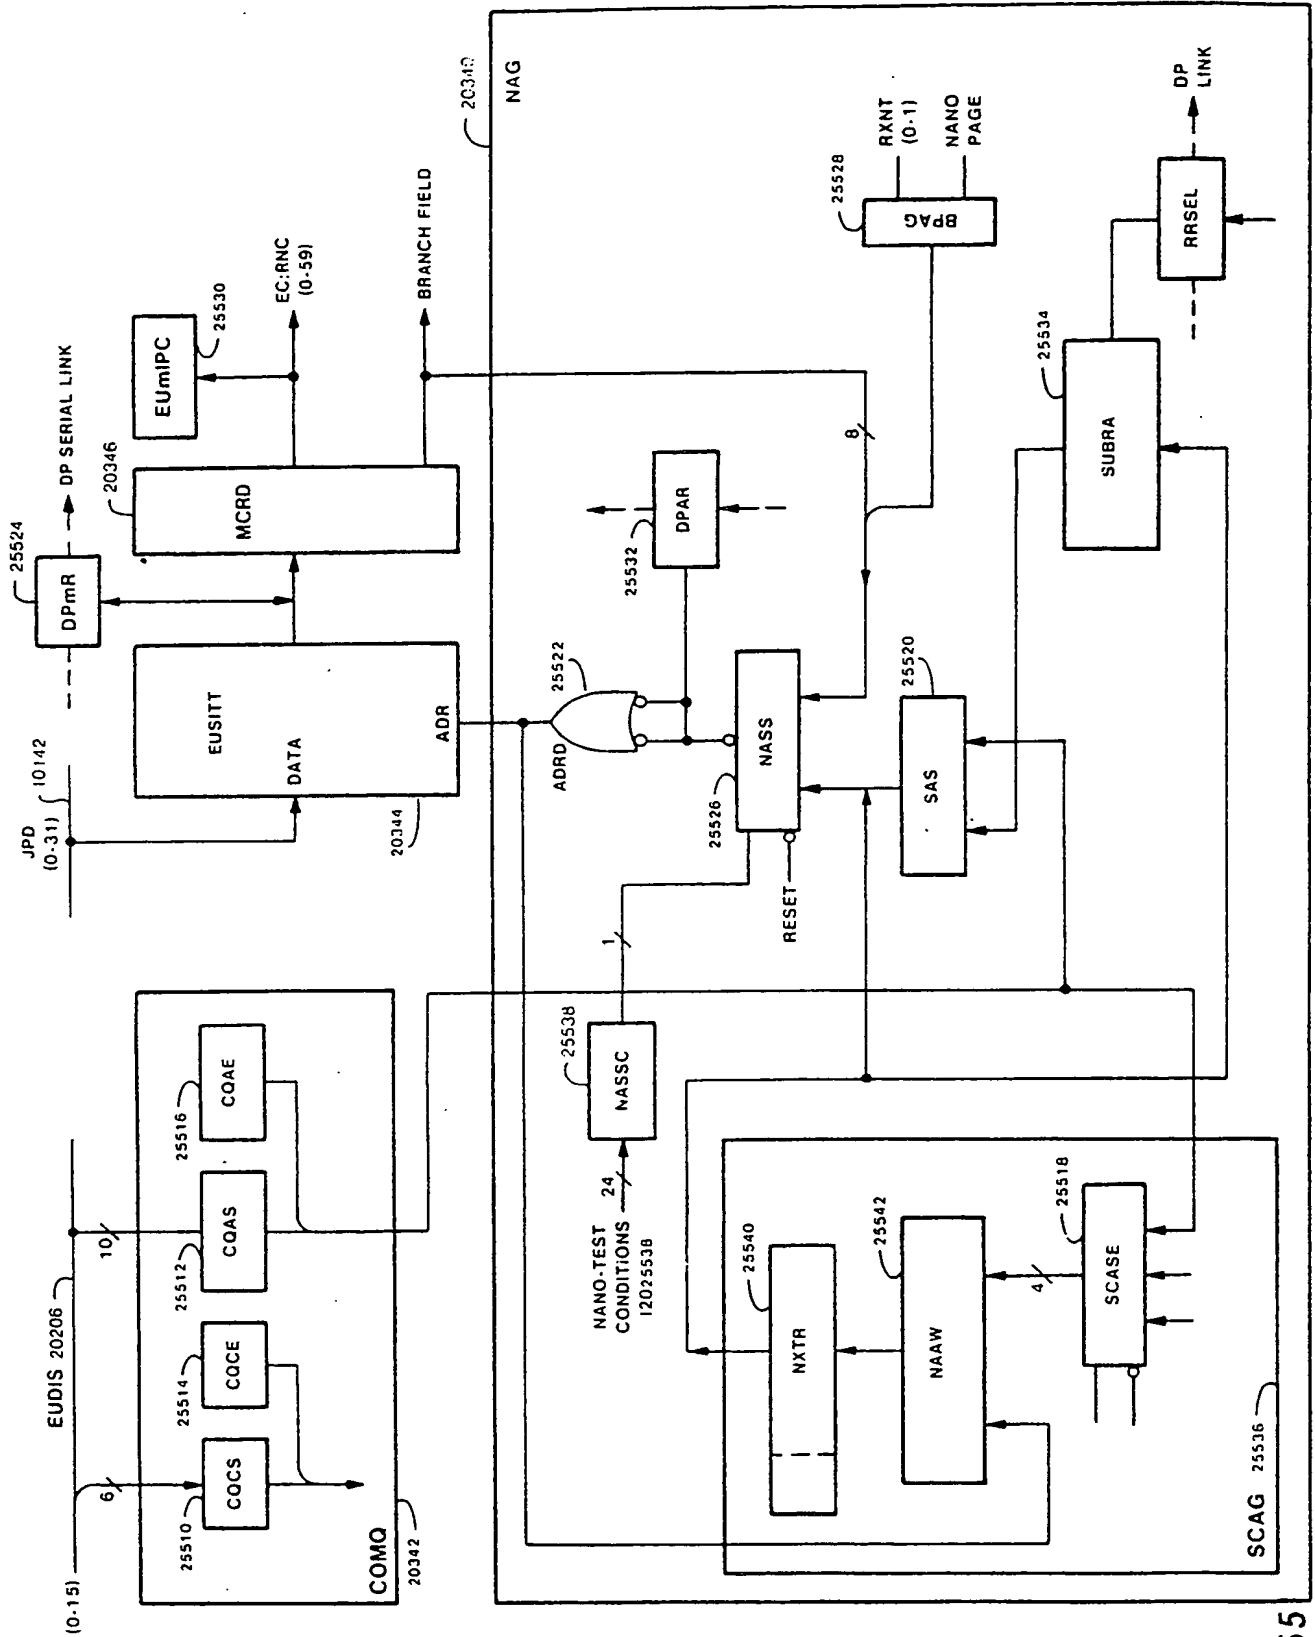 EUDIS 20206
(0-15)
10
6
25510
CQCS
25514
CQCE
25512
CQAS
25516
CQAE
COMQ
20342
JPD
(0-31)
10142
EUSITT
DATA
ADR
20344
25524
DPmR
DP SERIAL LINK
20346
MCRD
EUmIPC
25530
EC:RNC
(0-59)
BRANCH FIELD
NAG
NANO-TEST
CONDITIONS
12025538
24
NASSC
25538
1
RESET
NASS
25526
ADRD
25522
DPAR
25532
8
BPAG
25528
RXNT
(0-1)
NANO
PAGE
SAS
25520
SUBRA
25534
RRSEL
DP
LINK
SCAG
25536
NXTR
25540
NAAW
25542
4
SCASE
25518